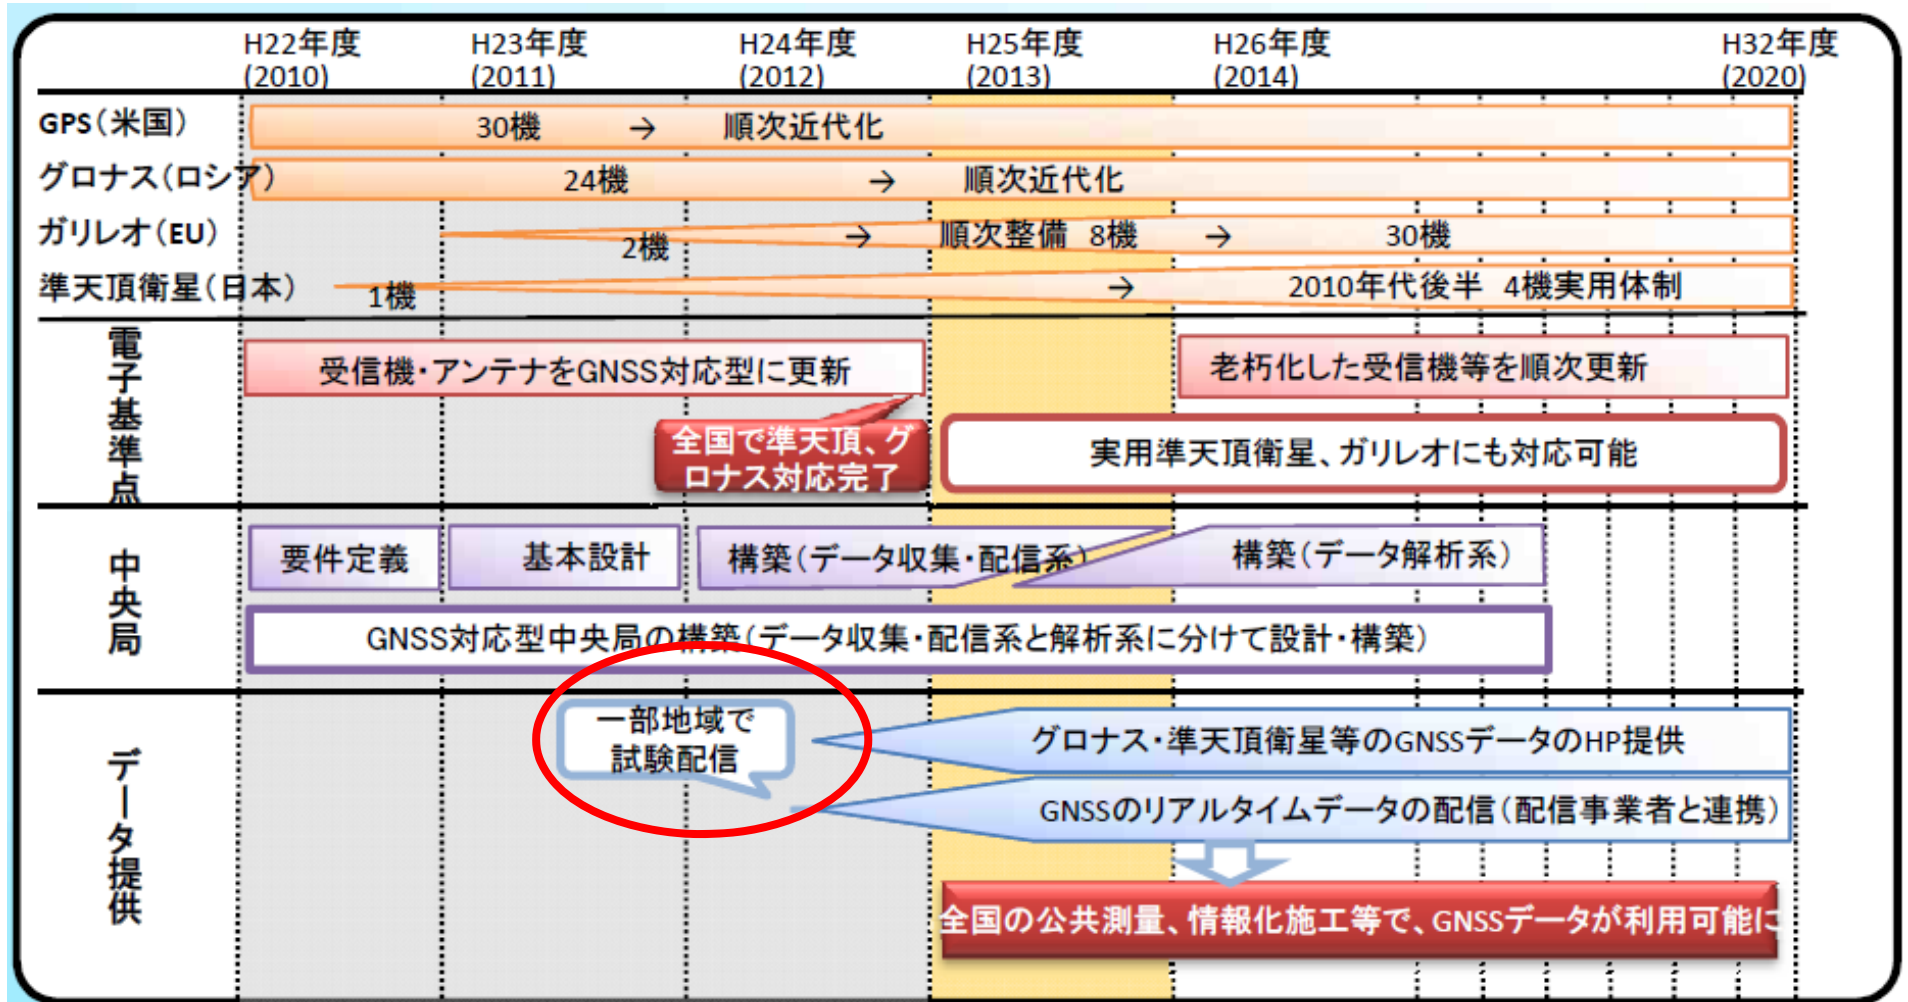 H22年度 H23年度 H24年度 H25年度 H26年度 H32年度
(2010) (2011) (2012) (2013) (2014) (2020)
GPS(米国) 30機 → 順次近代化
グロナス(ロシア) 24機 → 順次近代化
ガリレオ(EU) 2機 → 順次整備 8機 → 30機
準天頂衛星(日本) 1機 → 2010年代後半 4機実用体制
電子基準点
受信機・アンテナをGNSS対応型に更新
老朽化した受信機等を順次更新
全国で準天頂、グ
ロナス対応完了
実用準天頂衛星、ガリレオにも対応可能
中央局
要件定義 基本設計 構築(データ収集・配信系) 構築(データ解析系)
GNSS対応型中央局の構築(データ収集・配信系と解析系に分けて設計・構築)
データ提供
一部地域で
試験配信
グロナス・準天頂衛星等のGNSSデータのHP提供
GNSSのリアルタイムデータの配信(配信事業者と連携)
全国の公共測量、情報化施工等で、GNSSデータが利用可能に